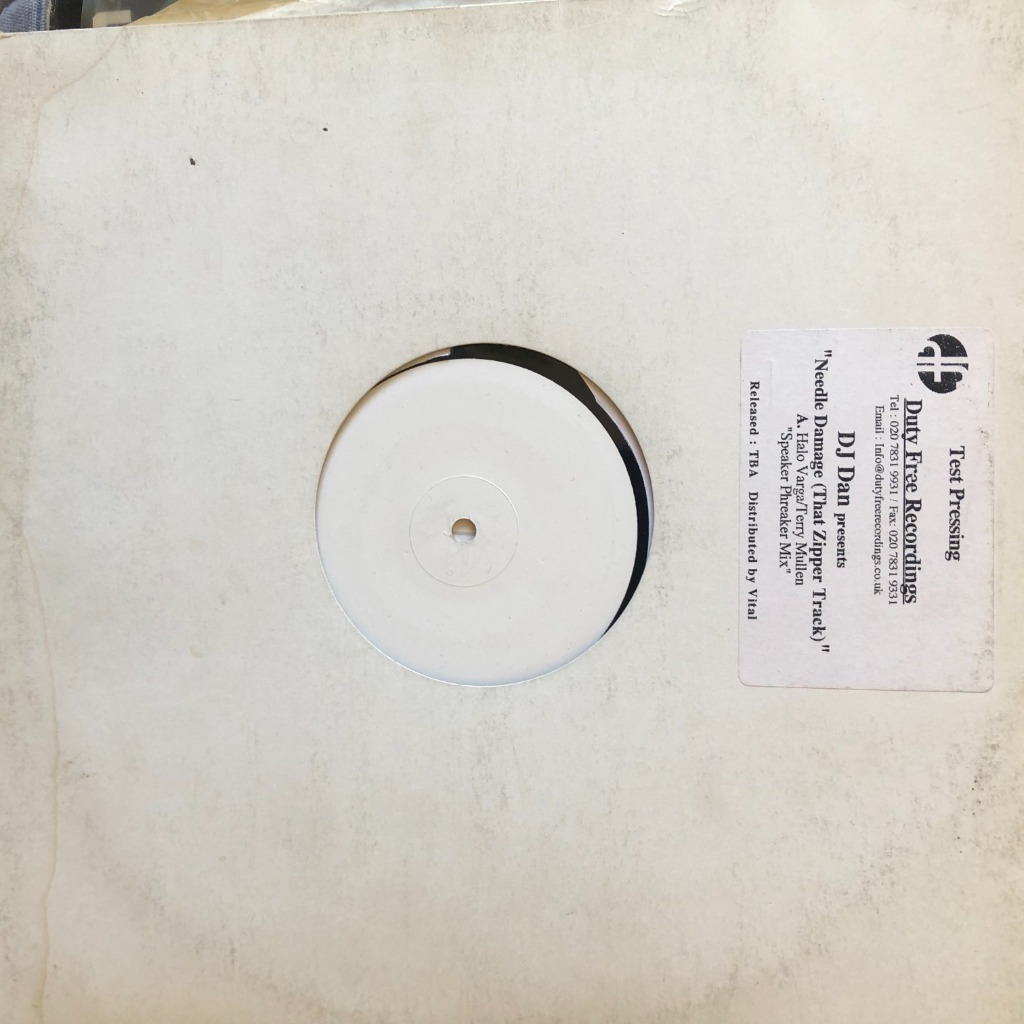 Test Pressing
Duty Free Recordings
Tel : 020 7831 9931 / Fax: 020 7831 9331
Email : Info@dutyfreerecordings.co.uk
DJ Dan presents
"Needle Damage (That Zipper Track)"
A. Halo Varga/Terry Mullen
"Speaker Phreaker Mix"
Released : TBA Distributed by Vital